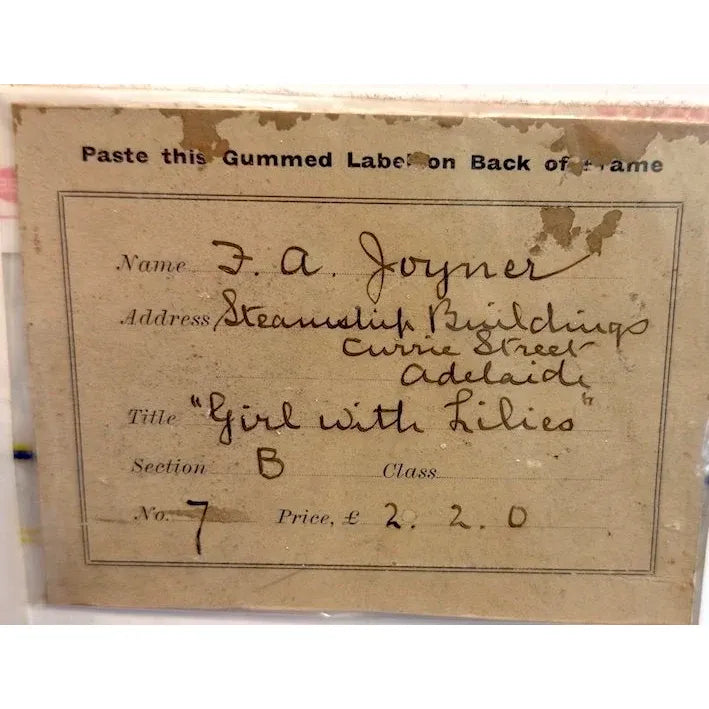 Paste this Gummed Label on Back of Frame
Name F. A. Joyner
Address Steamship Buildings
Currie Street
Adelaide
Title "Girl with Lilies"
Section B Class
No. 7 Price, £ 2. 2. 0